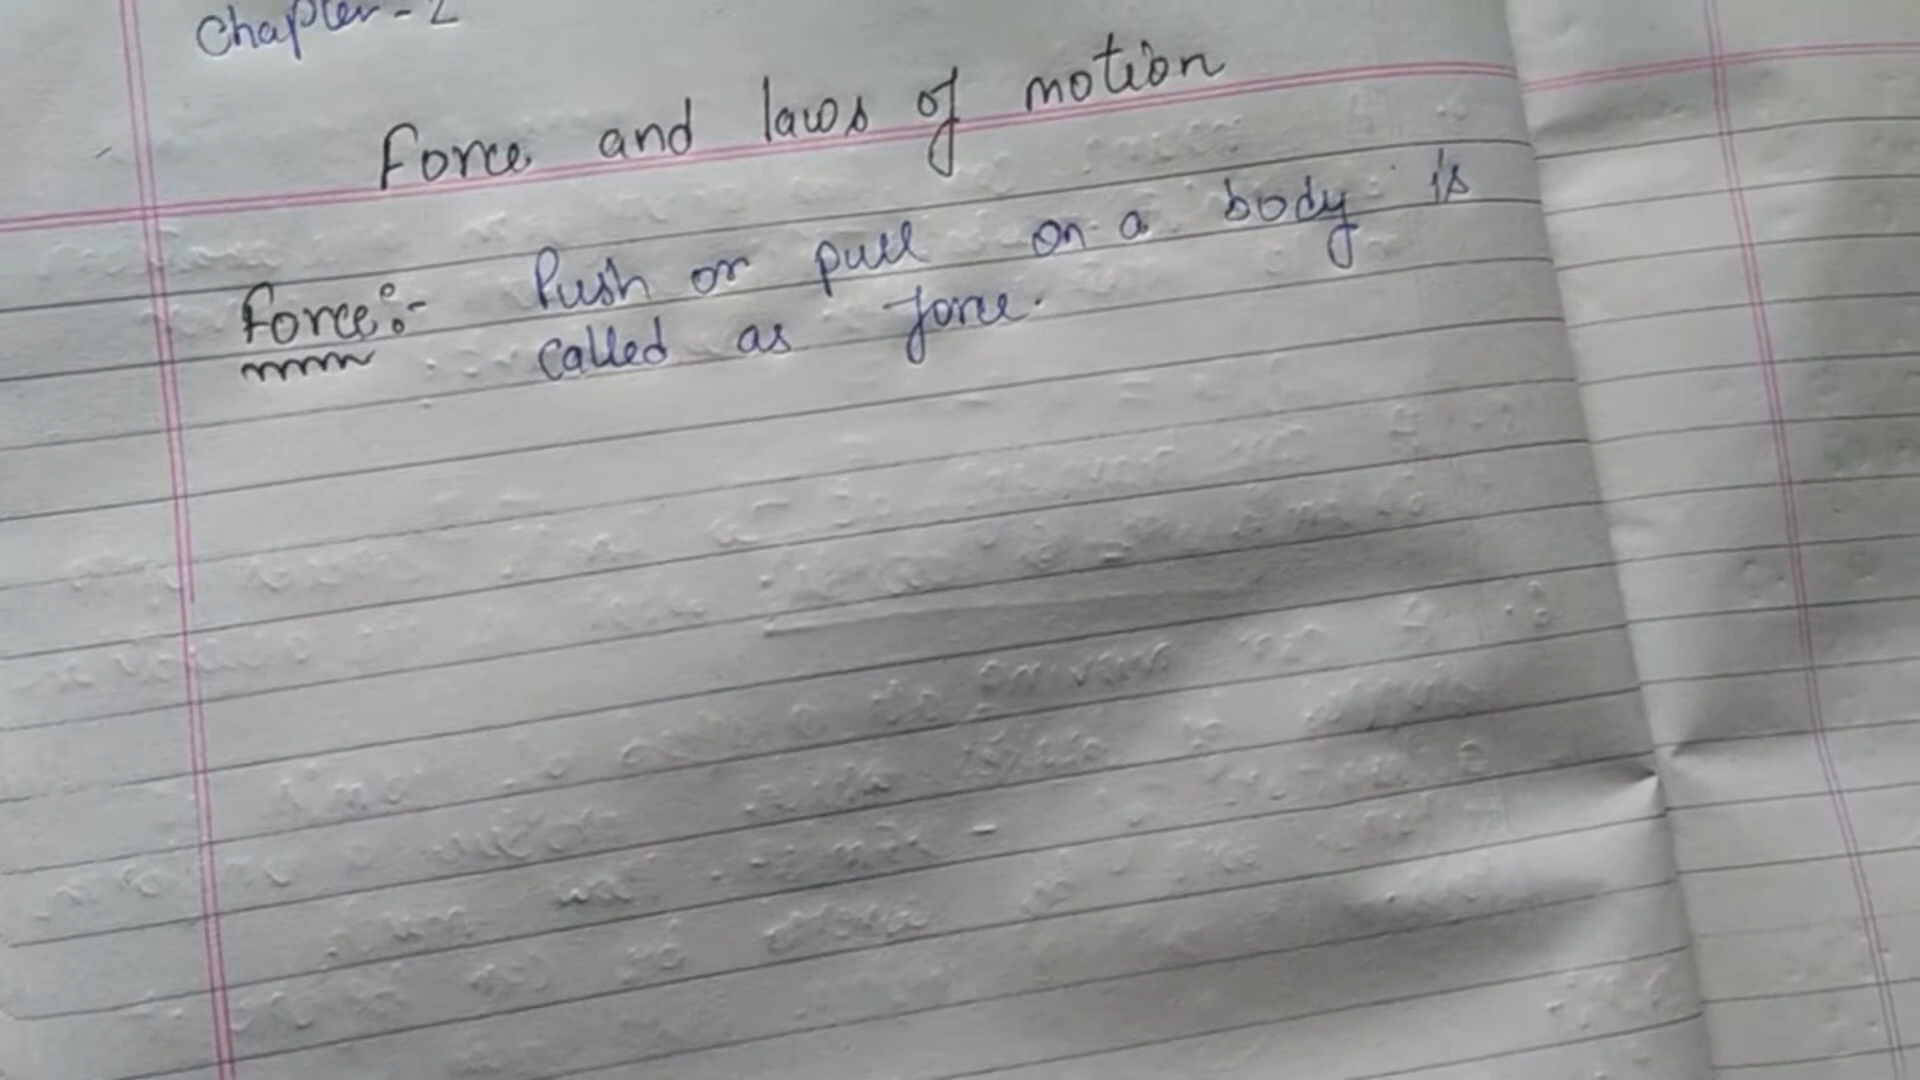 Chapter - 2
Force and laws of motion
Force:- Push or pull on a body is
called as force.